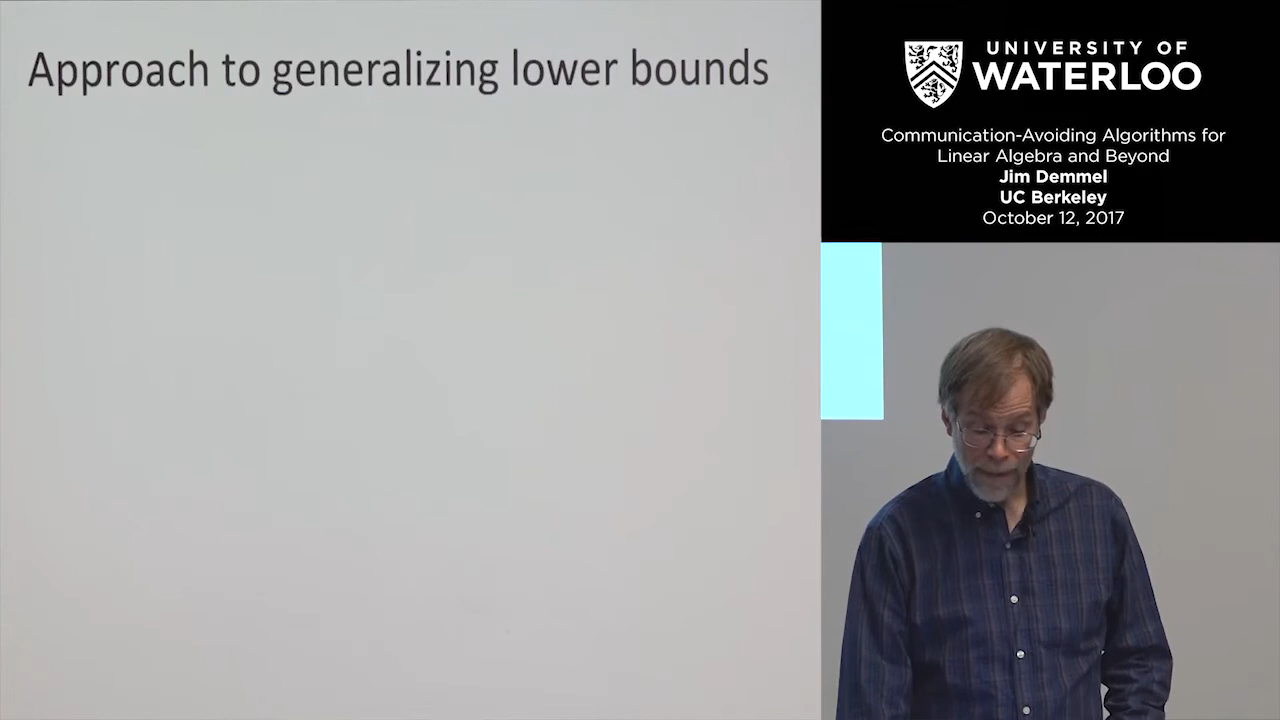 Approach to generalizing lower bounds
UNIVERSITY OF
WATERLOO
Communication-Avoiding Algorithms for
Linear Algebra and Beyond
Jim Demmel
UC Berkeley
October 12, 2017